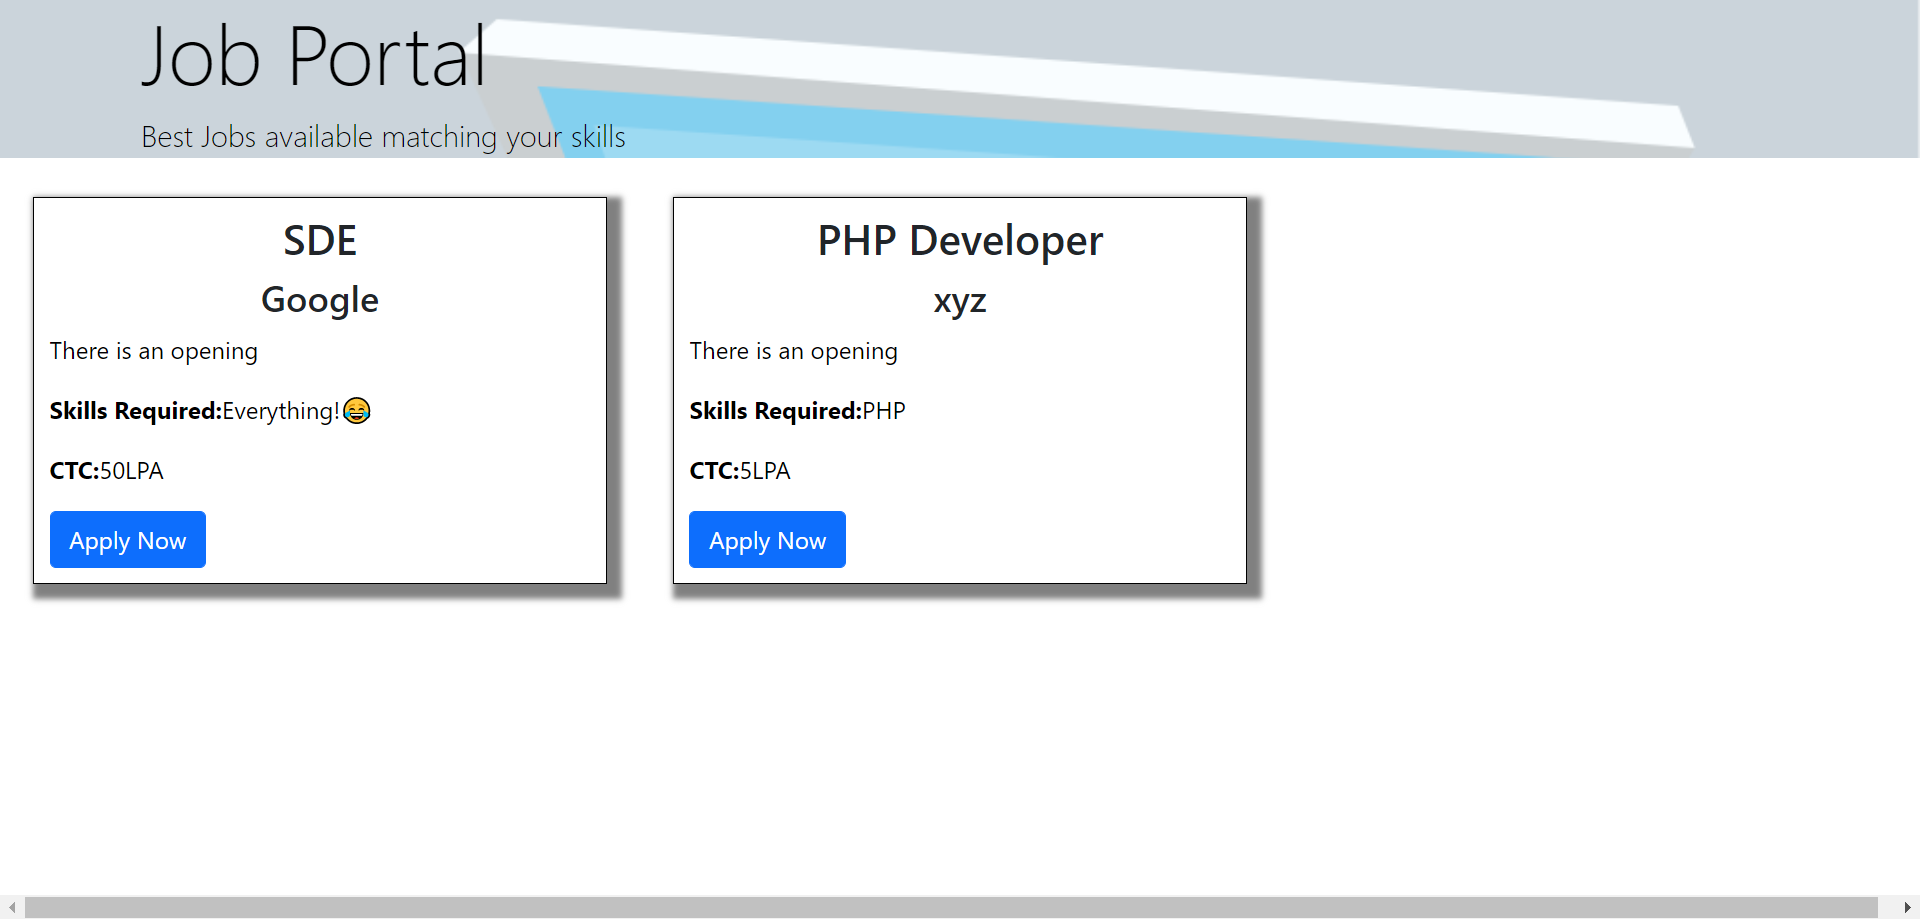 Job Portal
Best Jobs available matching your skills
SDE
Google
There is an opening
Skills Required:Everything!😂
CTC:50LPA
Apply Now
PHP Developer
xyz
There is an opening
Skills Required:PHP
CTC:5LPA
Apply Now